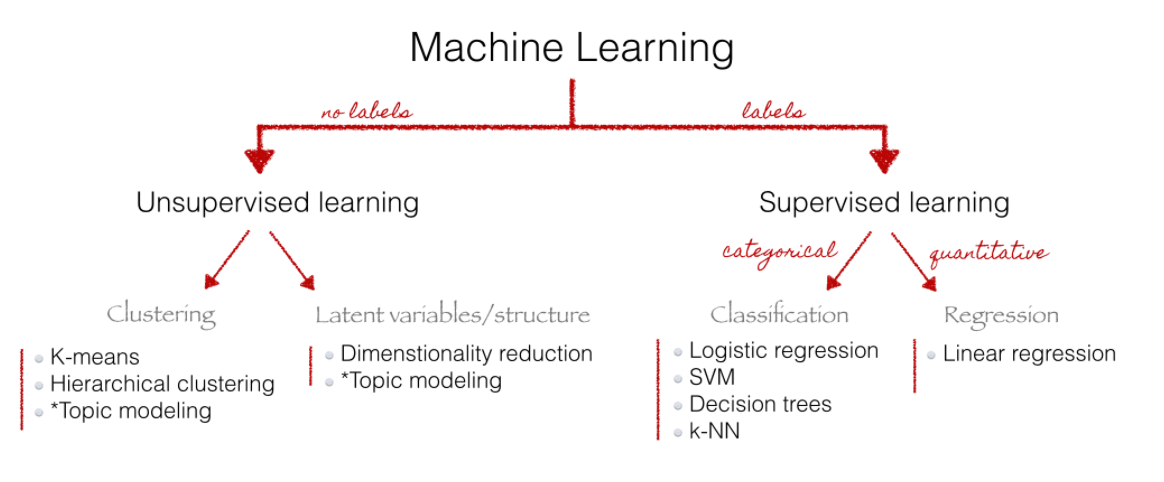 Machine Learning
no labels
labels
Unsupervised learning
Supervised learning
categorical
quantitative
Clustering
K-means
Hierarchical clustering
*Topic modeling
Latent variables/structure
Dimenstionality reduction
*Topic modeling
Classification
Logistic regression
SVM
Decision trees
k-NN
Regression
Linear regression